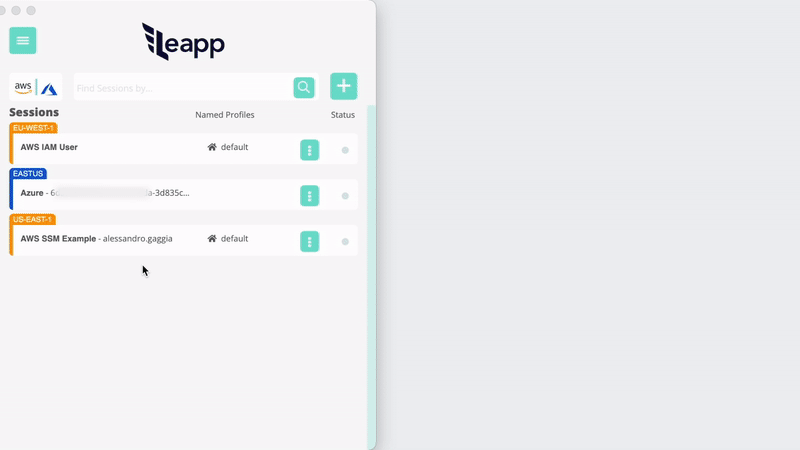 leapp
aws
Find Sessions by...
Sessions Named Profiles Status
EU-WEST-1
AWS IAM User default
EASTUS
Azure - 6 a-3d835c...
US-EAST-1
AWS SSM Example - alessandro.gaggia default